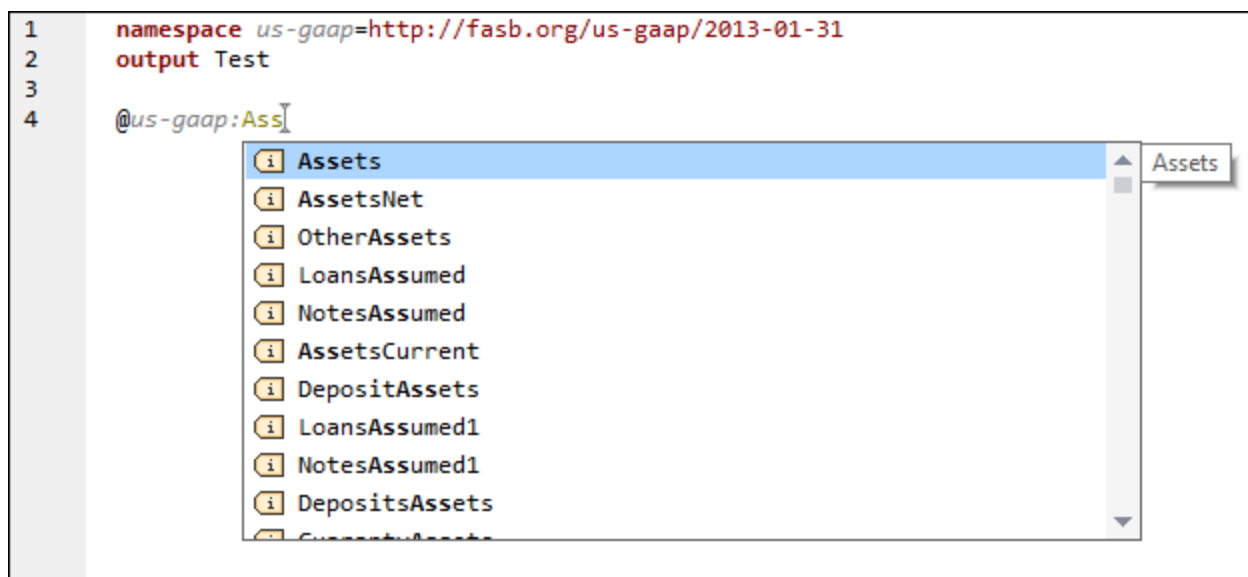 1 namespace us-gaap=http://fasb.org/us-gaap/2013-01-31
2 output Test
3
4 @us-gaap:Ass
i Assets
Assets
i AssetsNet
i OtherAssets
i LoansAssumed
i NotesAssumed
i AssetsCurrent
i DepositAssets
i LoansAssumed1
i NotesAssumed1
i DepositsAssets